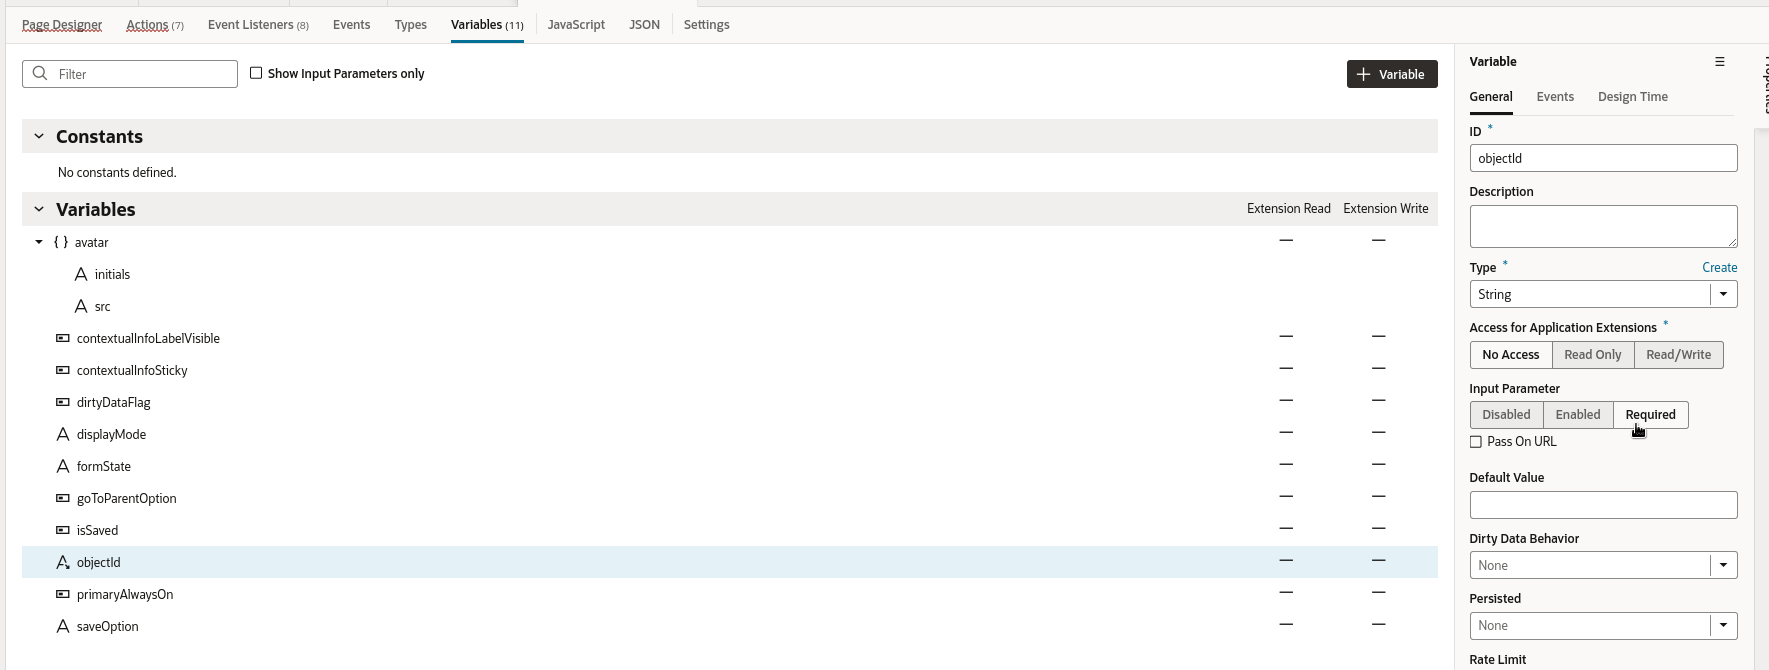 Page Designer Actions (7) Event Listeners (8) Events Types Variables (11) JavaScript JSON Settings
Filter Show Input Parameters only + Variable
Constants
No constants defined.
Variables Extension Read Extension Write
{ } avatar — —
initials
src
contextualInfoLabelVisible — —
contextualInfoSticky — —
dirtyDataFlag — —
displayMode — —
formState — —
goToParentOption — —
isSaved — —
objectId — —
primaryAlwaysOn — —
saveOption — —
Variable
General Events Design Time
ID *
objectId
Description
Type * Create
String
Access for Application Extensions *
No Access Read Only Read/Write
Input Parameter
Disabled Enabled Required
Pass On URL
Default Value
Dirty Data Behavior
None
Persisted
None
Rate Limit